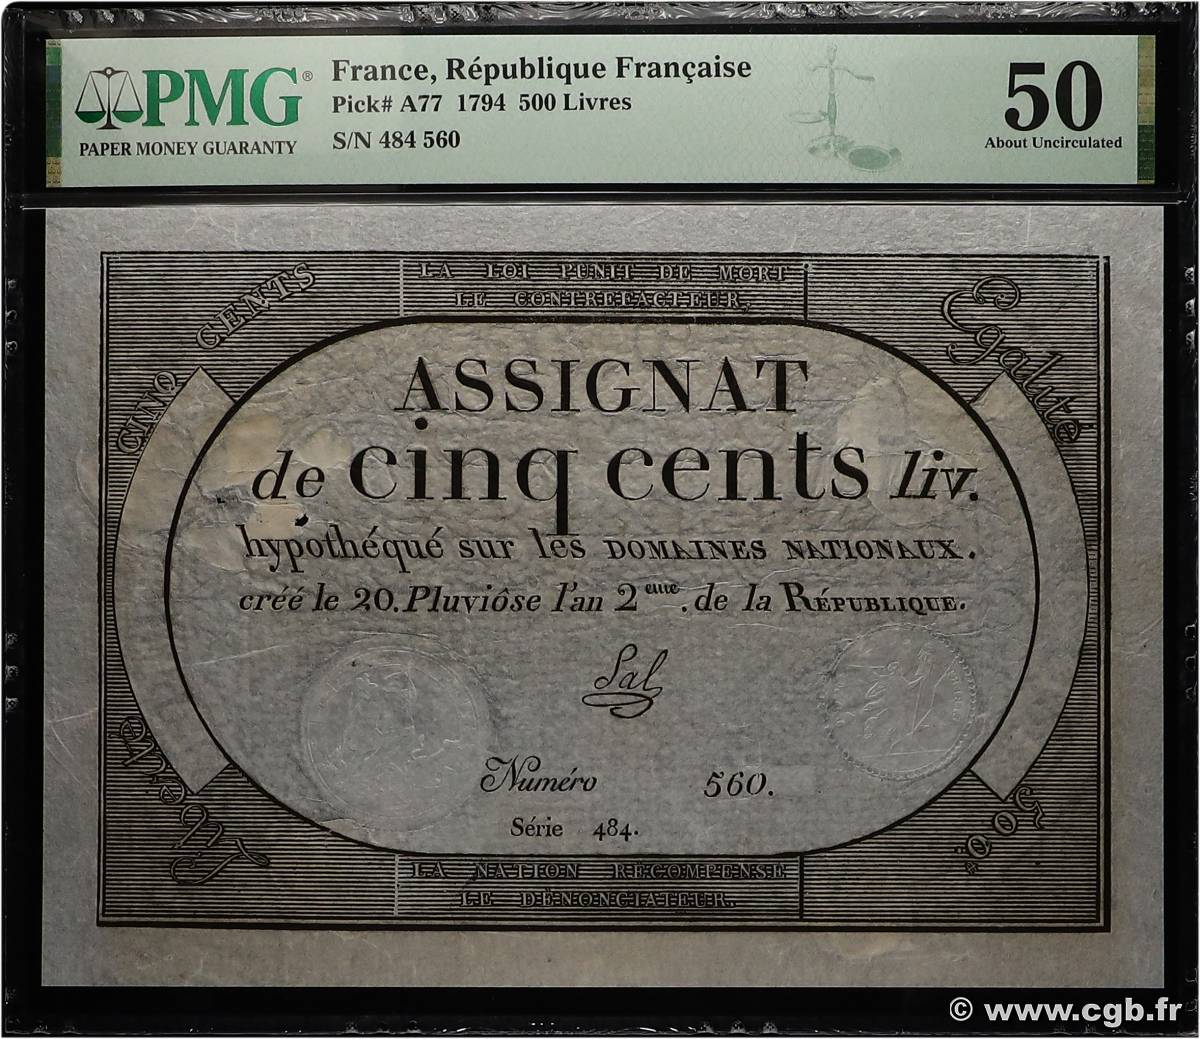 PMG®
PAPER MONEY GUARANTY
France, République Française
Pick# A77 1794 500 Livres
S/N 484 560
50
About Uncirculated
LA LOI PUNIT DE MORT
LE CONTREFACTEUR,
CINQ CENTS
Egalité
ASSIGNAT
de cinq cents liv.
hypothéqué sur les DOMAINES NATIONAUX.
créé le 20. Pluviôse l'an 2eme. de la RÉPUBLIQUE.
Lal
Numéro 560.
Série 484.
Liberté
500
LA NATION RÉCOMPENSE
LE DÉNONCIATEUR.
© www.cgb.fr